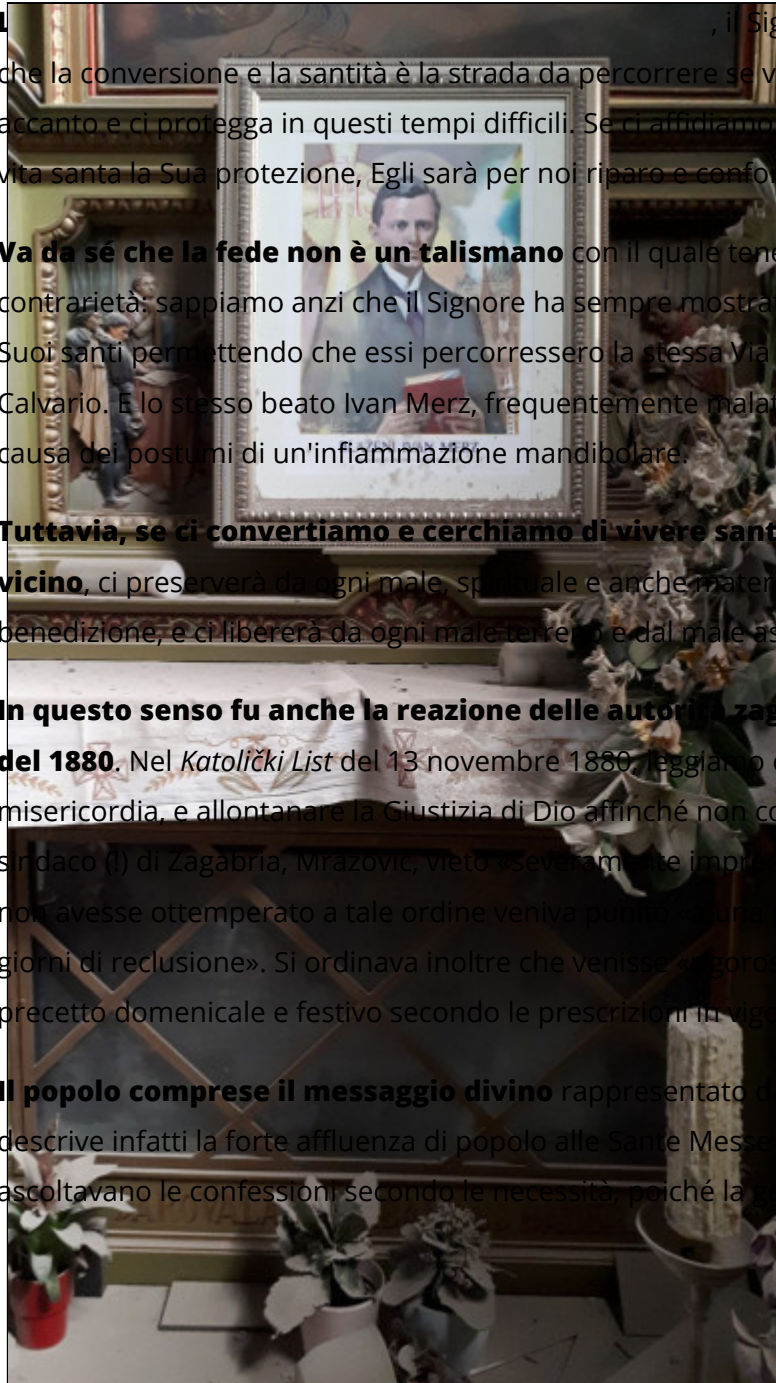 , il Sig
che la conversione e la santità è la strada da percorrere se v
accanto e ci protegga in questi tempi difficili. Se ci affidiamo
vita santa la Sua protezione, Egli sarà per noi riparo e confor
Va da sé che la fede non è un talismano con il quale tene
contrarietà: sappiamo anzi che il Signore ha sempre mostra
Suoi santi permettendo che essi percorressero la stessa Via
Calvario. E lo stesso beato Ivan Merz, frequentemente malat
BLAŽENI IVAN MERZ
causa dei postumi di un'infiammazione mandibolare.
Tuttavia, se ci convertiamo e cerchiamo di vivere sant
vicino, ci preserverà da ogni male, spirituale e anche mater
benedizione, e ci libererà da ogni male terreno e dal male as
In questo senso fu anche la reazione delle autorità zag
del 1880. Nel Katolički List del 13 novembre 1880, leggiamo
misericordia, e allontanare la Giustizia di Dio affinché non co
sindaco (!) di Zagabria, Mrazović, vietò «severamente
non avesse ottemperato a tale ordine veniva punito
giorni di reclusione». Si ordinava inoltre che venisse
precetto domenicale e festivo secondo le prescrizioni in vigo
Il popolo comprese il messaggio divino rappresentato d
descrive infatti la forte affluenza di popolo alle Sante Messe
ascoltavano le confessioni secondo le necessità, poiché la